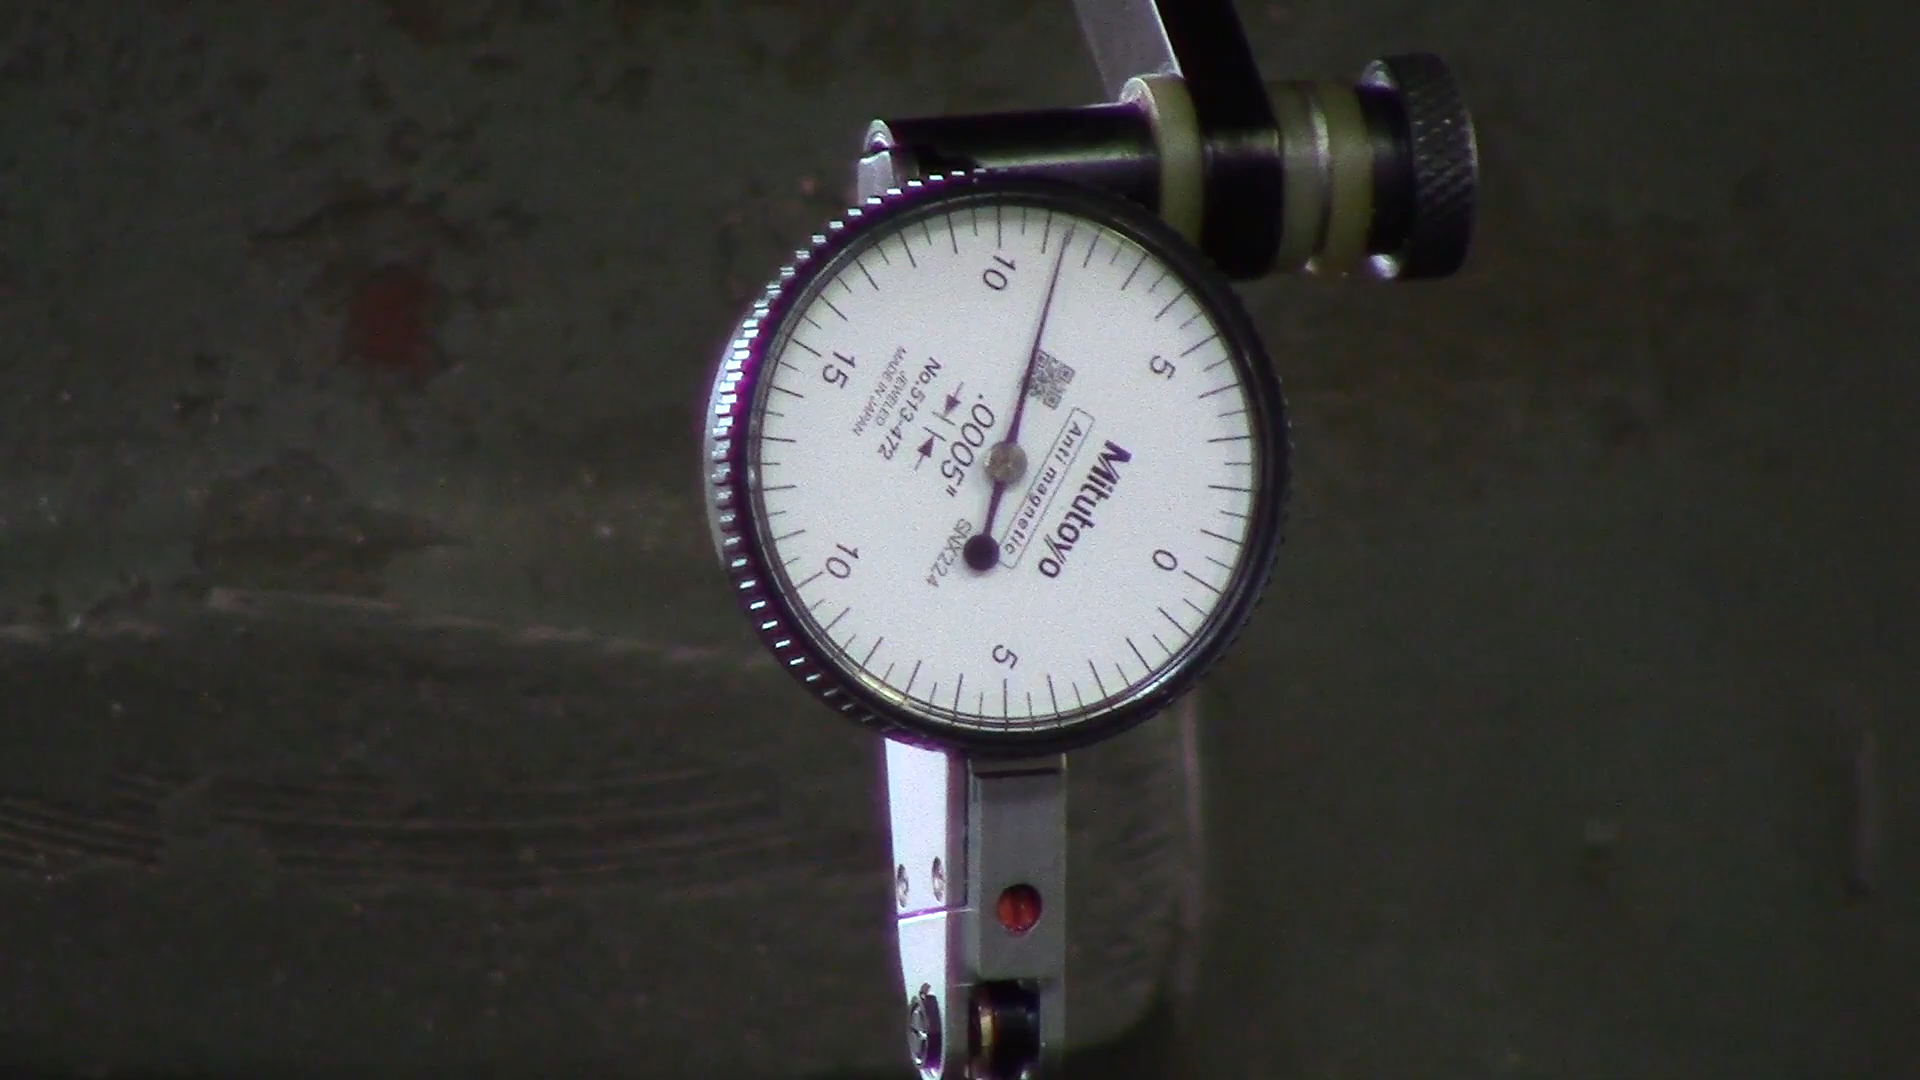 Mitutoyo
Anti magnetic
.0005"
No.513-472
JEWELED
MADE IN JAPAN
SNX224
0
5
10
15
10
5